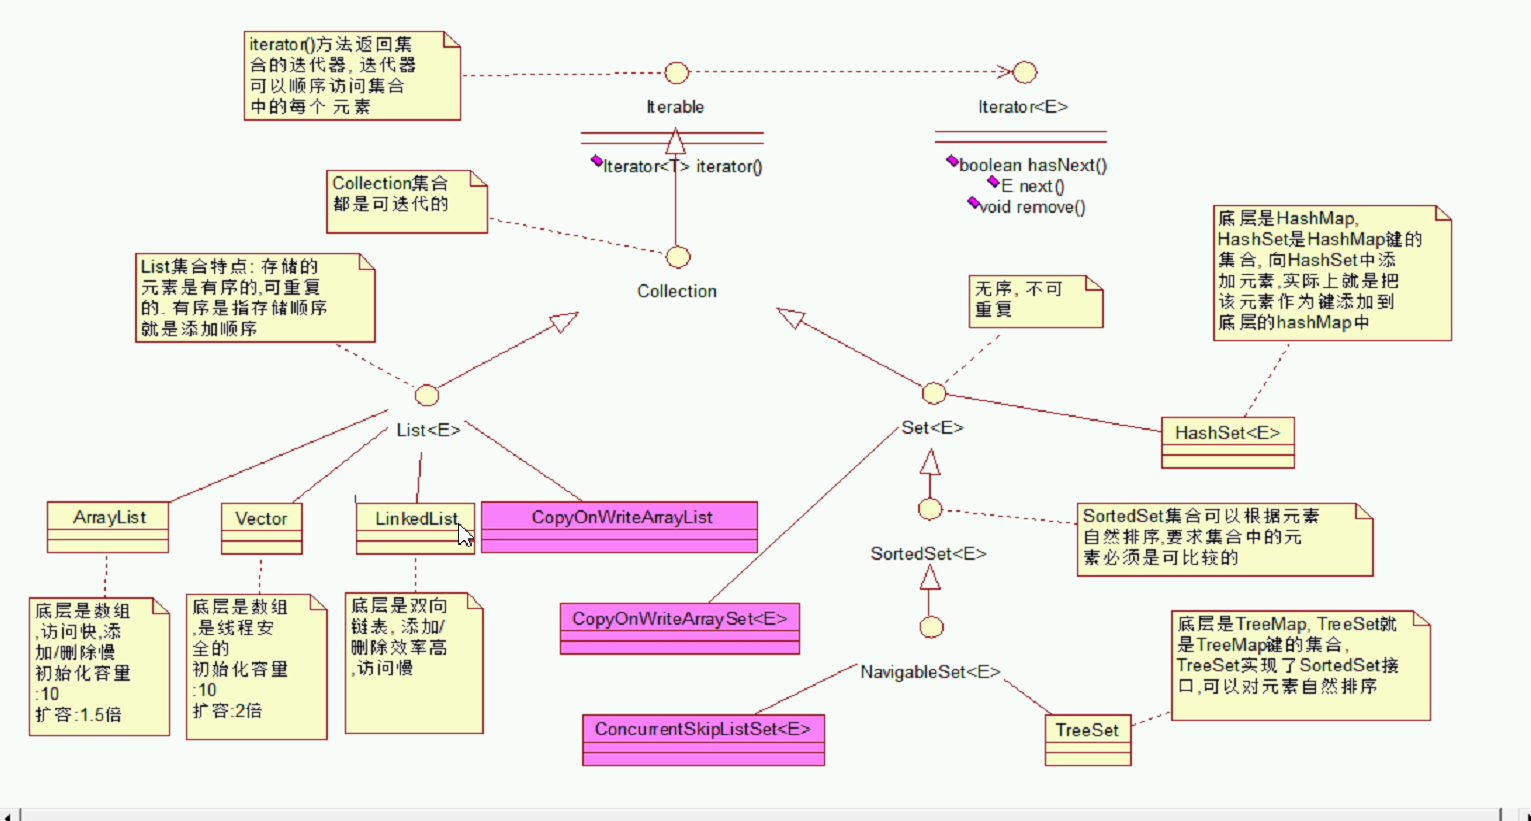 iterator()方法返回集
合的迭代器, 迭代器
可以顺序访问集合
中的每个 元素
Iterable
Iterator<T> iterator()
Iterator<E>
boolean hasNext()
E next()
void remove()
Collection集合
都是可迭代的
Collection
List集合特点: 存储的
元素是有序的,可重复
的. 有序是指存储顺序
就是添加顺序
无序, 不可
重复
底层是HashMap,
HashSet是HashMap键的
集合, 向HashSet中添
加元素,实际上就是把
该元素作为键添加到
底层的hashMap中
List<E>
Set<E>
HashSet<E>
ArrayList
Vector
LinkedList
CopyOnWriteArrayList
SortedSet<E>
SortedSet集合可以根据元素
自然排序,要求集合中的元
素必须是可比较的
底层是数组
,访问快,添
加/删除慢
初始化容量
:10
扩容:1.5倍
底层是数组
,是线程安
全的
初始化容量
:10
扩容:2倍
底层是双向
链表, 添加/
删除效率高
,访问慢
CopyOnWriteArraySet<E>
NavigableSet<E>
底层是TreeMap, TreeSet就
是TreeMap键的集合,
TreeSet实现了SortedSet接
口,可以对元素自然排序
ConcurrentSkipListSet<E>
TreeSet